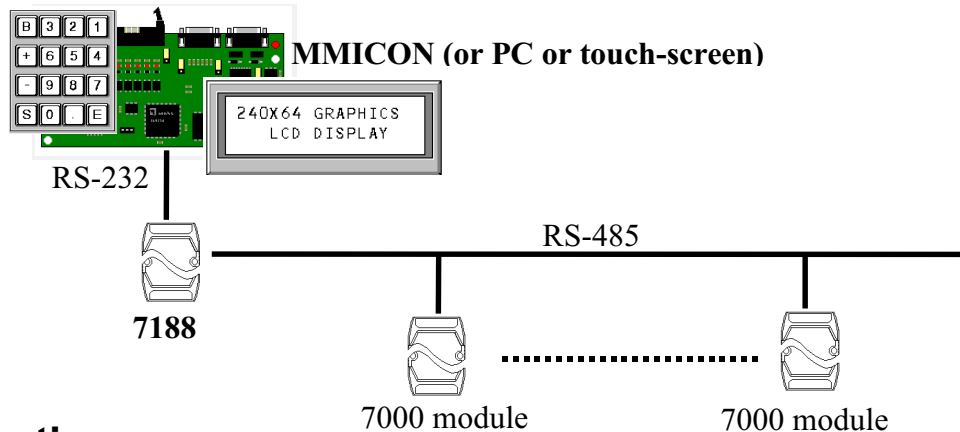 B 3 2 1
+ 6 5 4
- 9 8 7
S 0 . E
MMICON (or PC or touch-screen)
240X64 GRAPHICS
LCD DISPLAY
RS-232
RS-485
7188
7000 module
7000 module